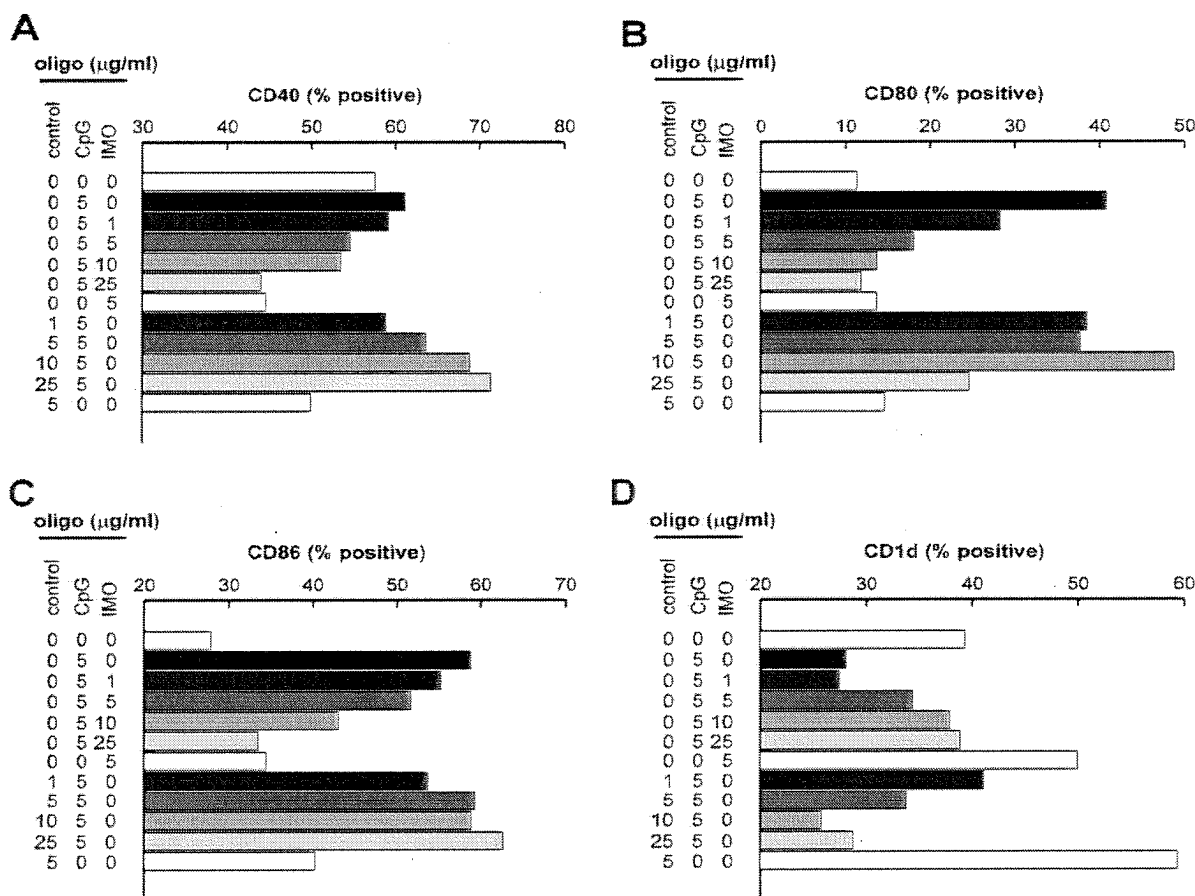 A
oligo (μg/ml)
CD40 (% positive)
control CpG IMO
30 40 50 60 70 80
0 0 0
0 5 0
0 5 1
0 5 5
0 5 10
0 5 25
0 0 5
1 5 0
5 5 0
10 5 0
25 5 0
5 0 0
B
oligo (μg/ml)
CD80 (% positive)
control CpG IMO
0 10 20 30 40 50
0 0 0
0 5 0
0 5 1
0 5 5
0 5 10
0 5 25
0 0 5
1 5 0
5 5 0
10 5 0
25 5 0
5 0 0
C
oligo (μg/ml)
CD86 (% positive)
control CpG IMO
20 30 40 50 60 70
0 0 0
0 5 0
0 5 1
0 5 5
0 5 10
0 5 25
0 0 5
1 5 0
5 5 0
10 5 0
25 5 0
5 0 0
D
oligo (μg/ml)
CD1d (% positive)
control CpG IMO
20 30 40 50 60
0 0 0
0 5 0
0 5 1
0 5 5
0 5 10
0 5 25
0 0 5
1 5 0
5 5 0
10 5 0
25 5 0
5 0 0